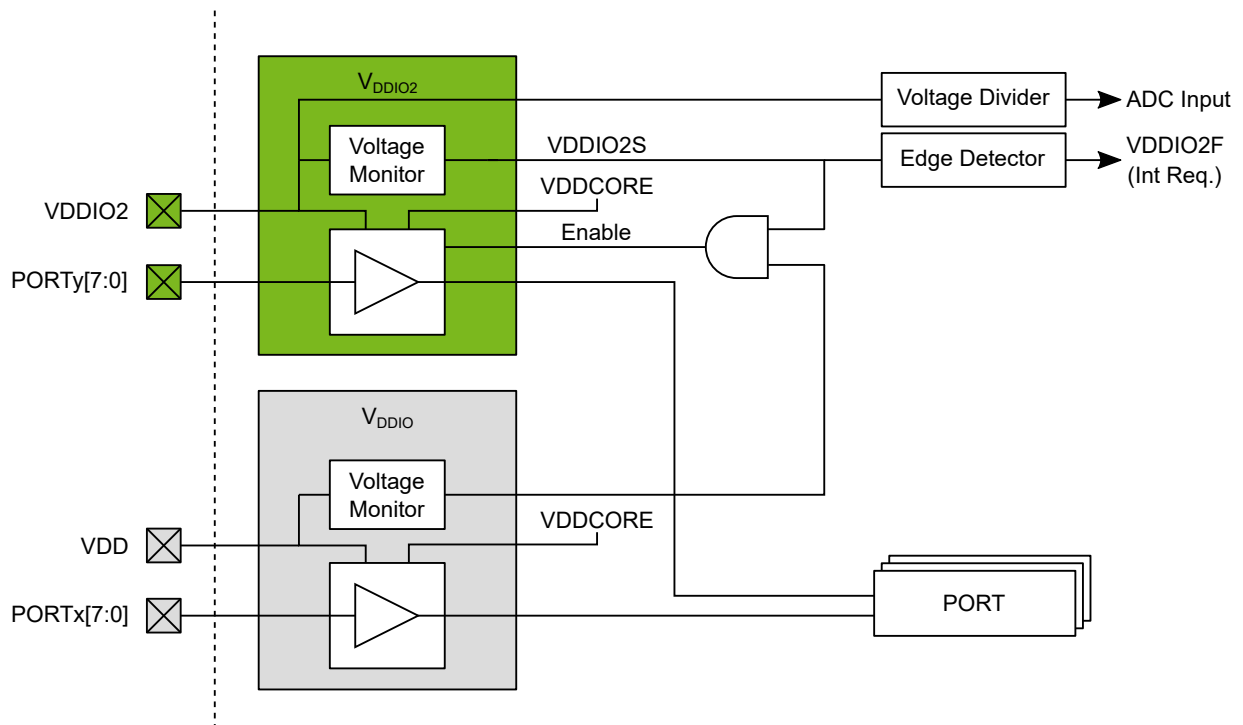 VDDIO2
Voltage Divider
ADC Input
Voltage
Monitor
VDDIO2S
Edge Detector
VDDIO2F
(Int Req.)
VDDCORE
VDDIO2
Enable
PORTy[7:0]
VDDIO
Voltage
Monitor
VDDCORE
VDD
PORTx[7:0]
PORT